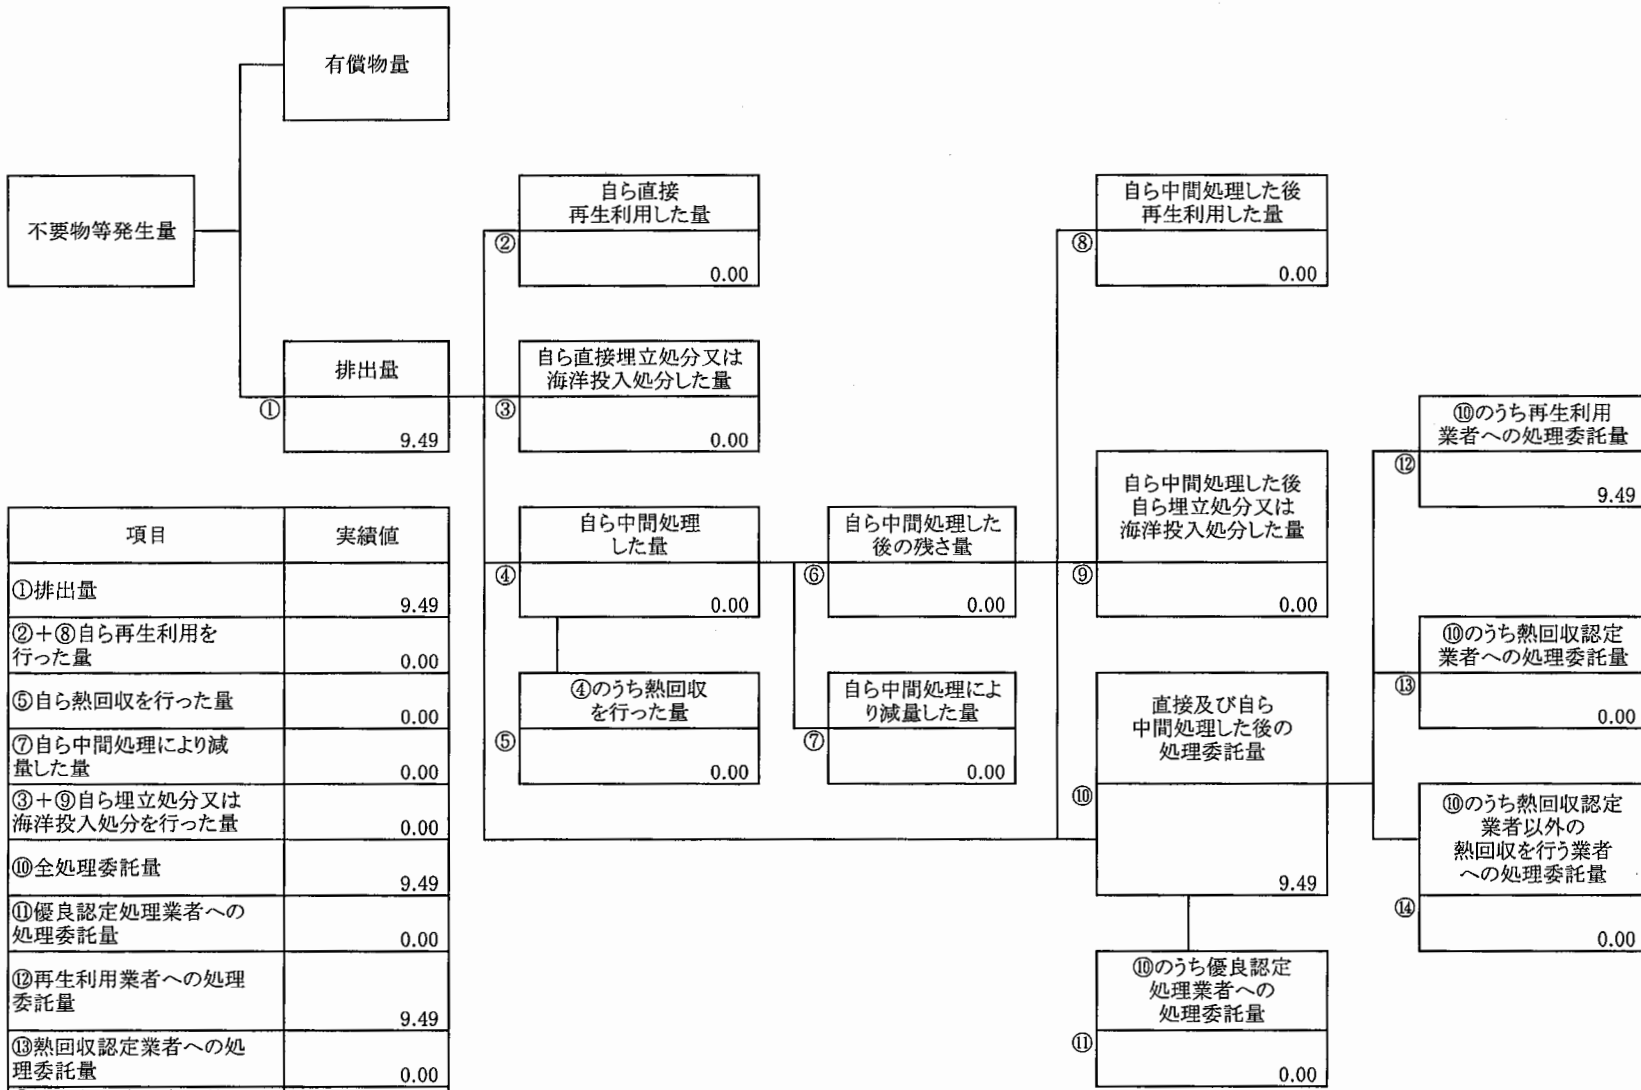 有償物量
不要物等発生量
排出量
①
9.49
自ら直接
再生利用した量
②
0.00
自ら直接埋立処分又は
海洋投入処分した量
③
0.00
自ら中間処理
した量
④
0.00
④のうち熱回収
を行った量
⑤
0.00
自ら中間処理した
後の残さ量
⑥
0.00
自ら中間処理によ
り減量した量
⑦
0.00
自ら中間処理した後
再生利用した量
⑧
0.00
自ら中間処理した後
自ら埋立処分又は
海洋投入処分した量
⑨
0.00
直接及び自ら
中間処理した後の
処理委託量
⑩
9.49
⑩のうち優良認定
処理業者への
処理委託量
⑪
0.00
⑩のうち再生利用
業者への処理委託量
⑫
9.49
⑩のうち熱回収認定
業者への処理委託量
⑬
0.00
⑩のうち熱回収認定
業者以外の
熱回収を行う業者
への処理委託量
⑭
0.00
項目 実績値
①排出量
9.49
②+⑧自ら再生利用を
行った量 0.00
⑤自ら熱回収を行った量
0.00
⑦自ら中間処理により減
量した量 0.00
③+⑨自ら埋立処分又は
海洋投入処分を行った量 0.00
⑩全処理委託量
9.49
⑪優良認定処理業者への
処理委託量 0.00
⑫再生利用業者への処理
委託量
9.49
⑬熱回収認定業者への処
理委託量 0.00